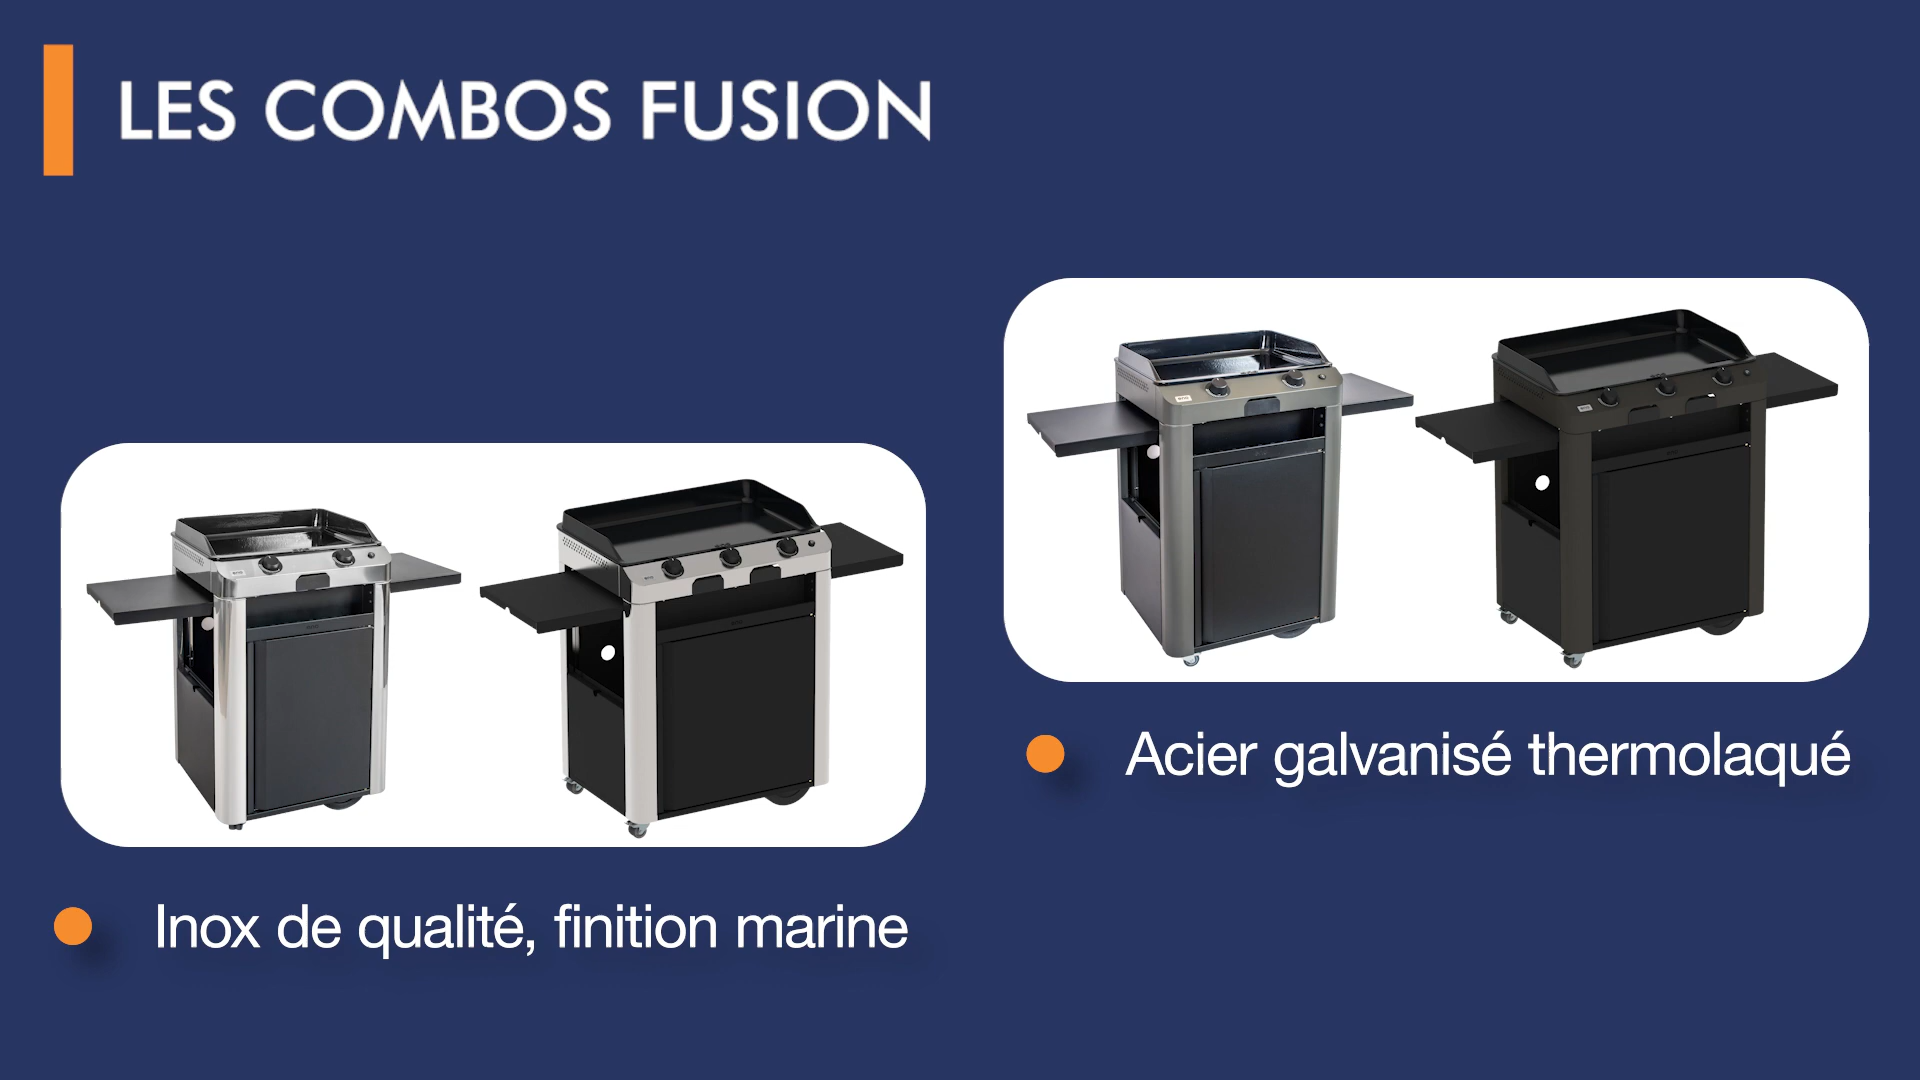 LES COMBOS FUSION
Acier galvanisé thermolaqué
Inox de qualité, finition marine